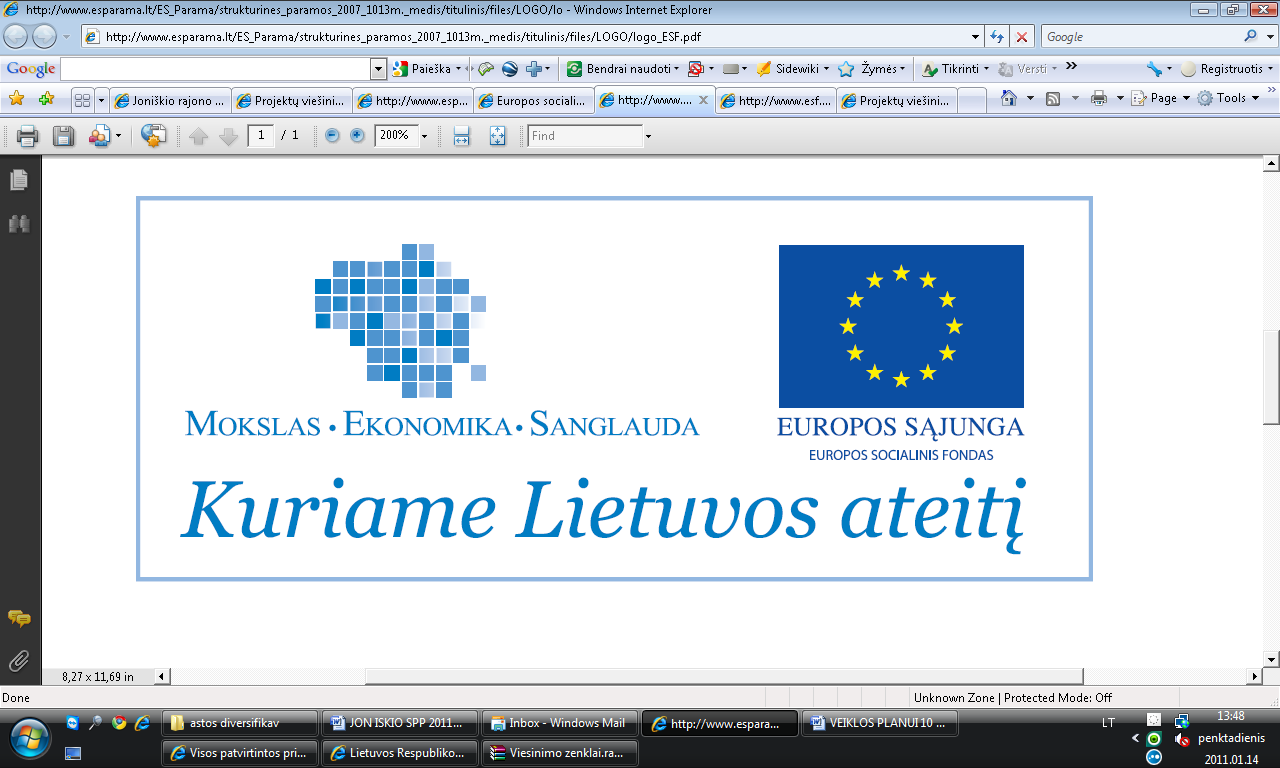 http://www.esparama.lt/ES_Parama/strukturines_paramos_2007_1013m._medis/titulinis/files/LOGO/lo - Windows Internet Explorer
http://www.esparama.lt/ES_Parama/strukturines_paramos_2007_1013m._medis/titulinis/files/LOGO/logo_ESF.pdf
Google
Google
Paieška
Bendrai naudoti
Sidewiki
Žymės
Tikrinti
Versti
Registruotis
Joniškio rajono ...
Projektų viešini...
http://www.esp...
Europos sociali...
http://www....
http://www.esf...
Projektų viešini...
Page
Tools
1 / 1
200%
Find
MOKSLAS • EKONOMIKA • SANGLAUDA
EUROPOS SĄJUNGA
EUROPOS SOCIALINIS FONDAS
Kuriame Lietuvos ateitį
8,27 x 11,69 in
Done
Unknown Zone | Protected Mode: Off
astos diversifikav
JON ISKIO SPP 2011...
Inbox - Windows Mail
http://www.espara...
VEIKLOS PLANUI 10 ...
LT
13:48
Visos patvirtintos pri...
Lietuvos Respubliko...
Viesinimo zenklai.ra...
penktadienis
2011.01.14